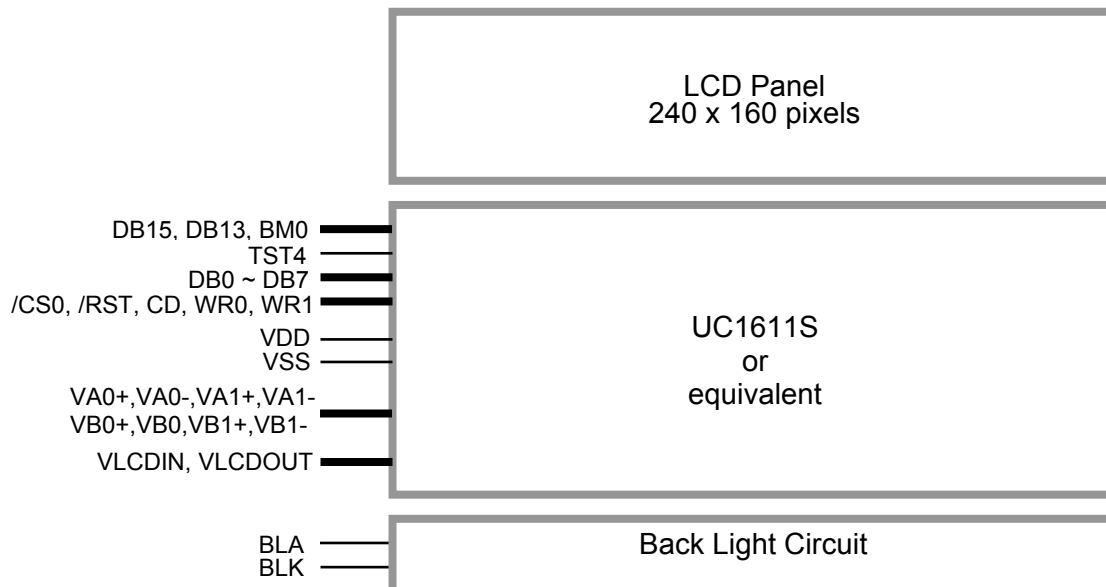 LCD Panel
240 x 160 pixels
DB15, DB13, BM0
TST4
DB0 ~ DB7
/CS0, /RST, CD, WR0, WR1
VDD
VSS
VA0+,VA0-,VA1+,VA1-
VB0+,VB0,VB1+,VB1-
VLCDIN, VLCDOUT
UC1611S
or
equivalent
BLA
BLK
Back Light Circuit